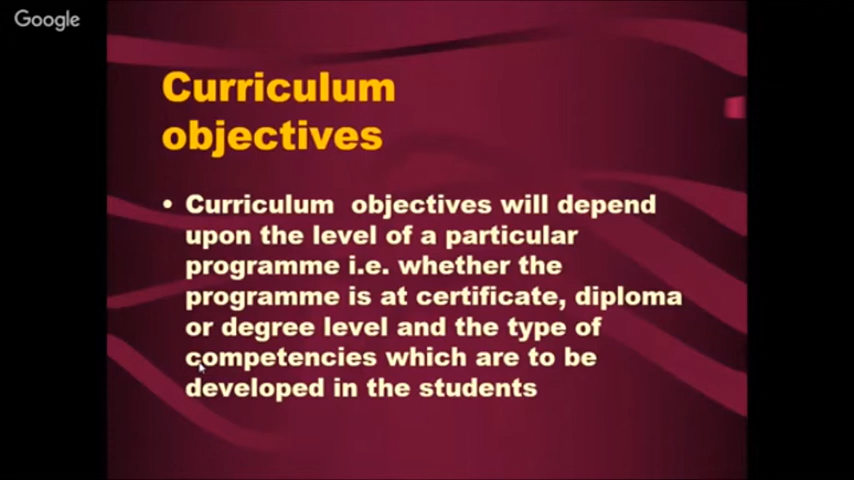 Google
Curriculum
objectives
• Curriculum objectives will depend
upon the level of a particular
programme i.e. whether the
programme is at certificate, diploma
or degree level and the type of
competencies which are to be
developed in the students